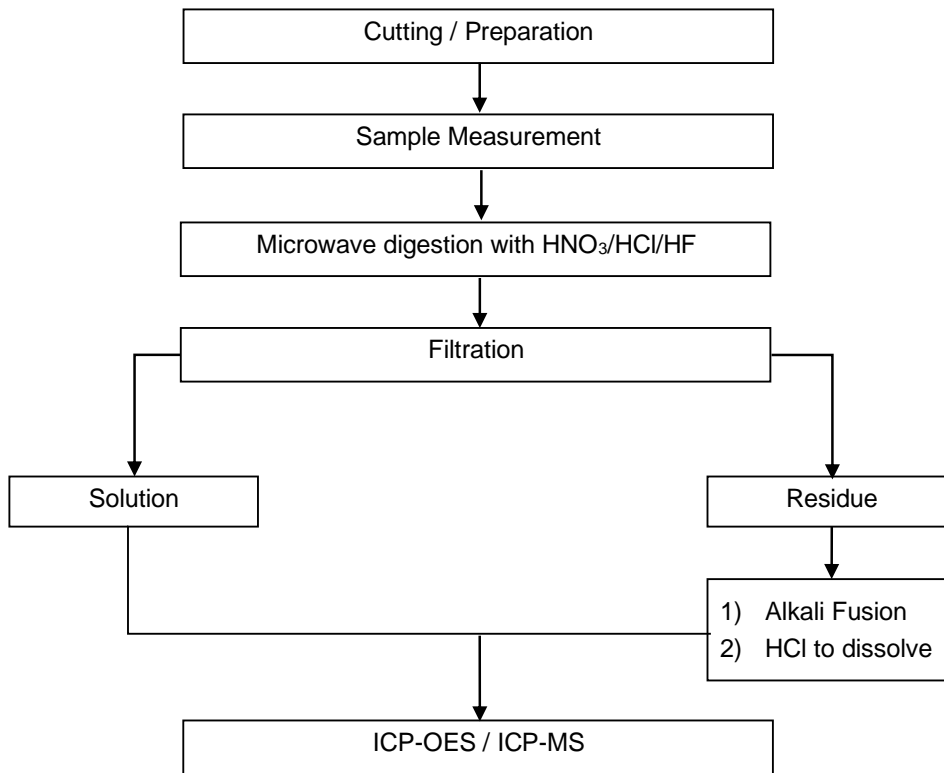 Cutting / Preparation
Sample Measurement
Microwave digestion with HNO₃/HCl/HF
Filtration
Solution
Residue
1) Alkali Fusion
2) HCl to dissolve
ICP-OES / ICP-MS